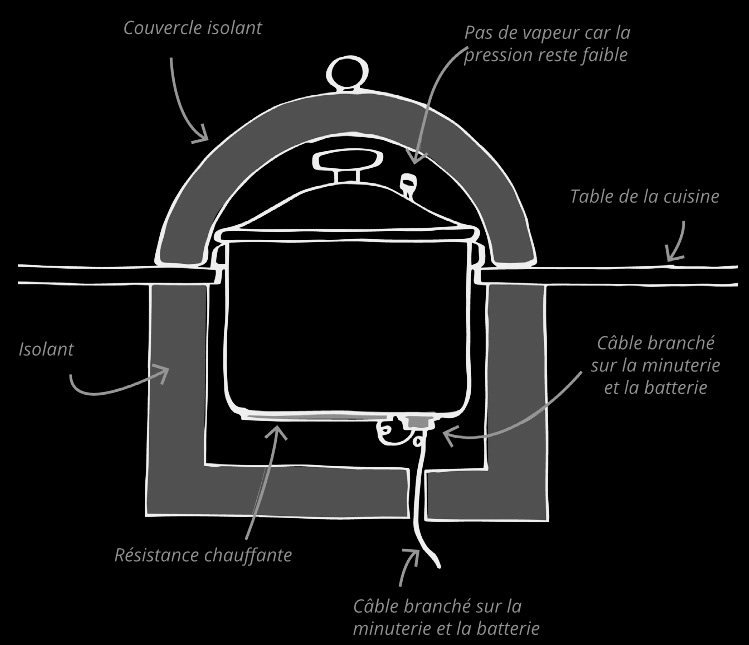 Couvercle isolant
Pas de vapeur car la
pression reste faible
Table de la cuisine
Isolant
Câble branché
sur la minuterie
et la batterie
Résistance chauffante
Câble branché sur la
minuterie et la batterie